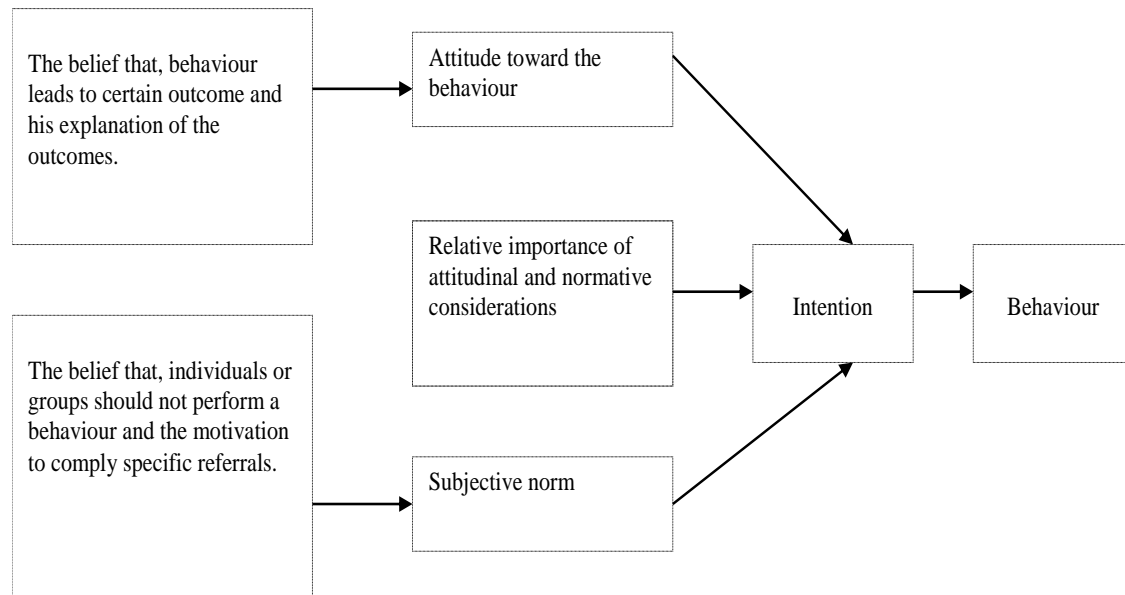 The belief that, behaviour
leads to certain outcome and
his explanation of the
outcomes.
Attitude toward the
behaviour
Relative importance of
attitudinal and normative
considerations
Intention
Behaviour
The belief that, individuals or
groups should not perform a
behaviour and the motivation
to comply specific referrals.
Subjective norm